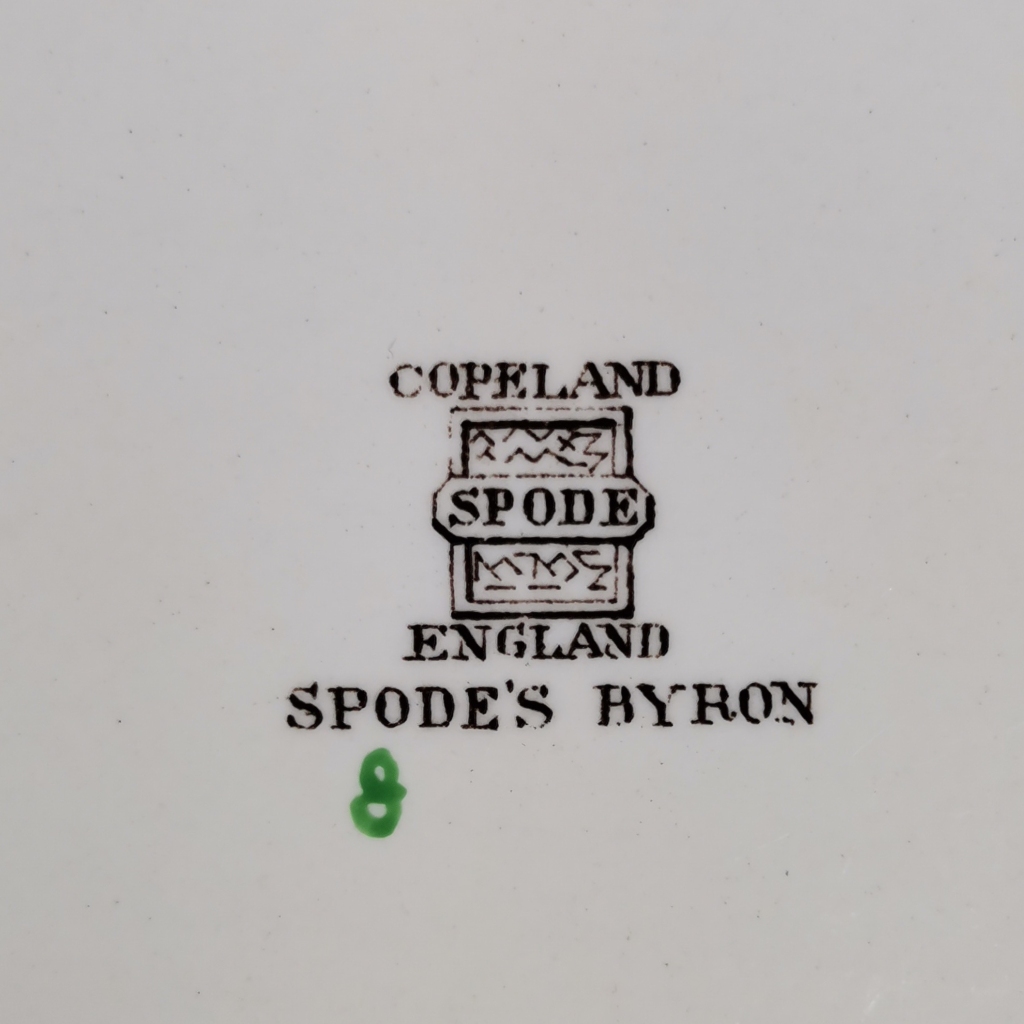 COPELAND
SPODE
ENGLAND
SPODE'S BYRON
8